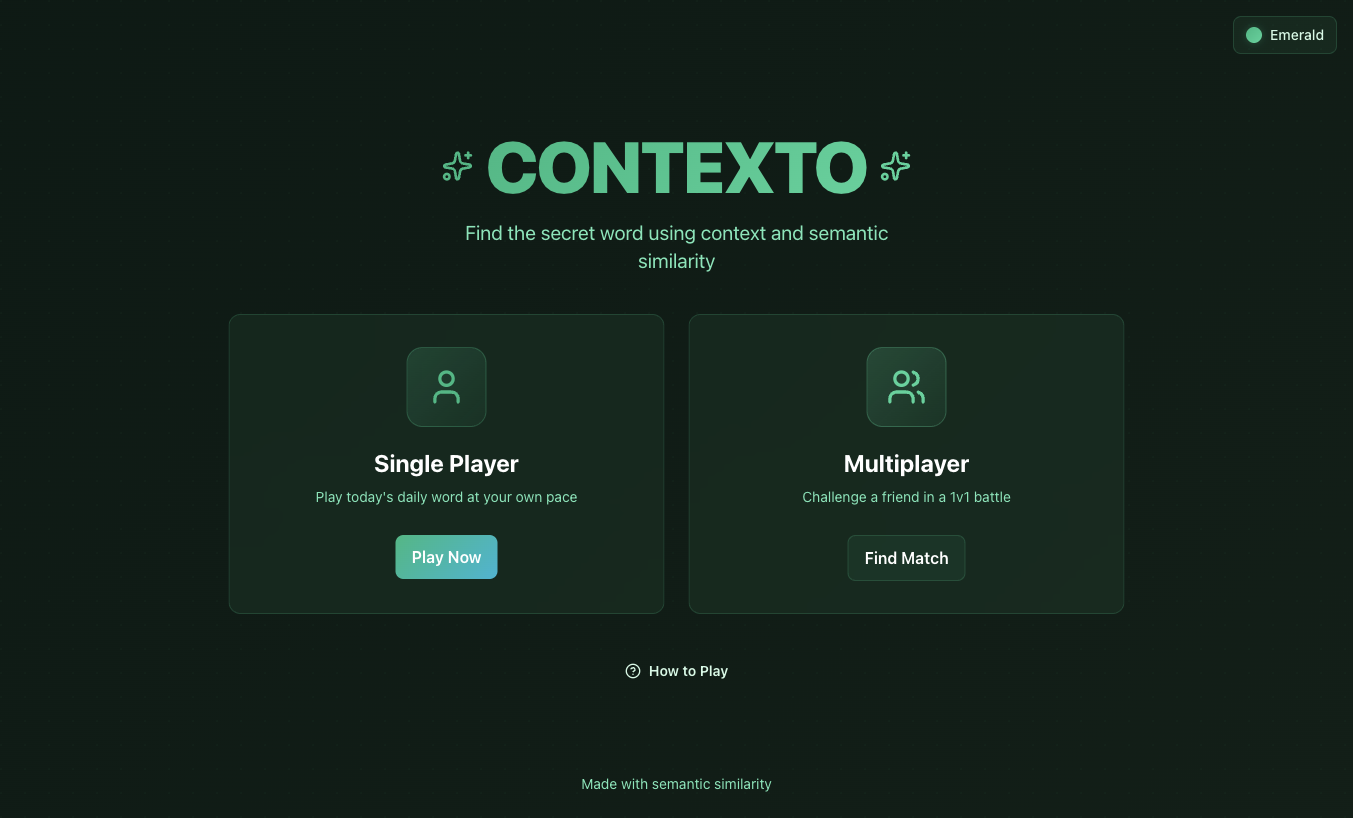 Emerald
CONTEXTO
Find the secret word using context and semantic
similarity
Single Player
Play today's daily word at your own pace
Play Now
Multiplayer
Challenge a friend in a 1v1 battle
Find Match
How to Play
Made with semantic similarity